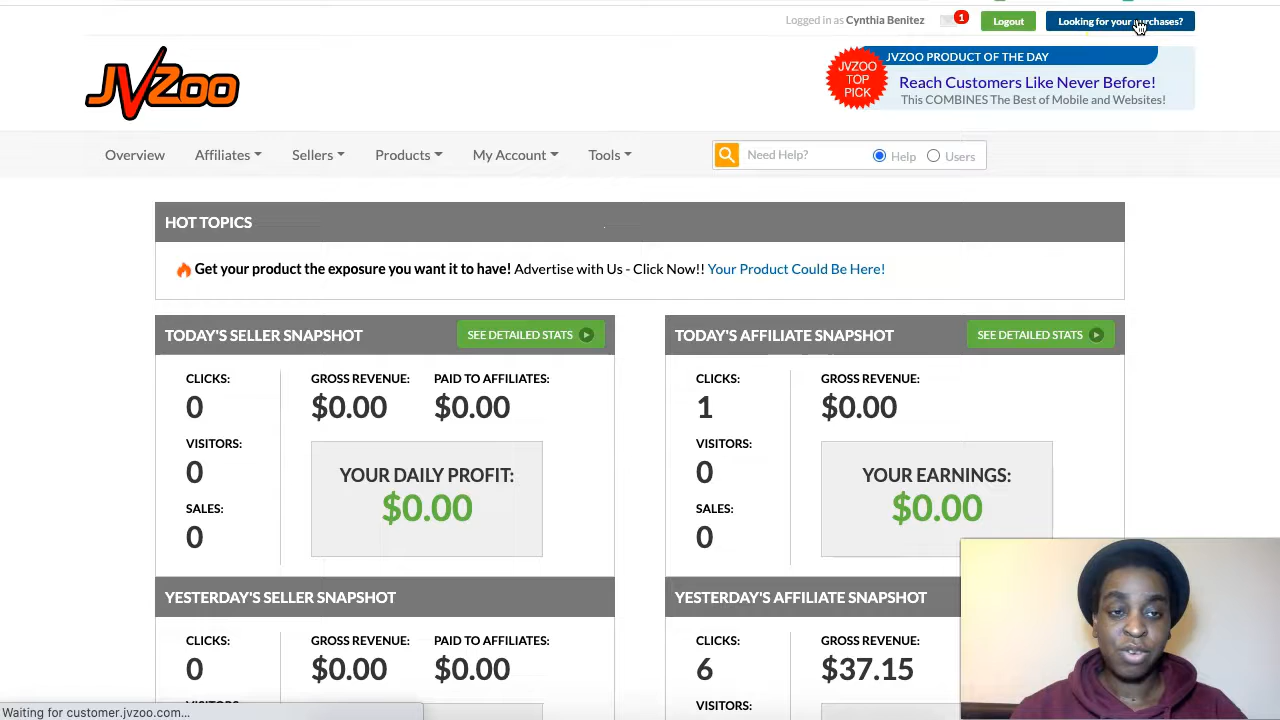 Logged in as Cynthia Benitez 1 Logout Looking for your purchases?
JVZoo
JVZOO TOP PICK
JVZOO PRODUCT OF THE DAY
Reach Customers Like Never Before!
This COMBINES The Best of Mobile and Websites!
Overview Affiliates Sellers Products My Account Tools Need Help? Help Users
HOT TOPICS
Get your product the exposure you want it to have! Advertise with Us - Click Now!! Your Product Could Be Here!
TODAY'S SELLER SNAPSHOT SEE DETAILED STATS
CLICKS: GROSS REVENUE: PAID TO AFFILIATES:
0 $0.00 $0.00
VISITORS:
0
YOUR DAILY PROFIT:
$0.00
SALES:
0
TODAY'S AFFILIATE SNAPSHOT SEE DETAILED STATS
CLICKS: GROSS REVENUE:
1 $0.00
VISITORS:
0
YOUR EARNINGS:
$0.00
SALES:
0
YESTERDAY'S SELLER SNAPSHOT
CLICKS: GROSS REVENUE: PAID TO AFFILIATES:
0 $0.00 $0.00
YESTERDAY'S AFFILIATE SNAPSHOT
CLICKS: GROSS REVENUE:
6 $37.15
VISITORS:
Waiting for customer.jvzoo.com...